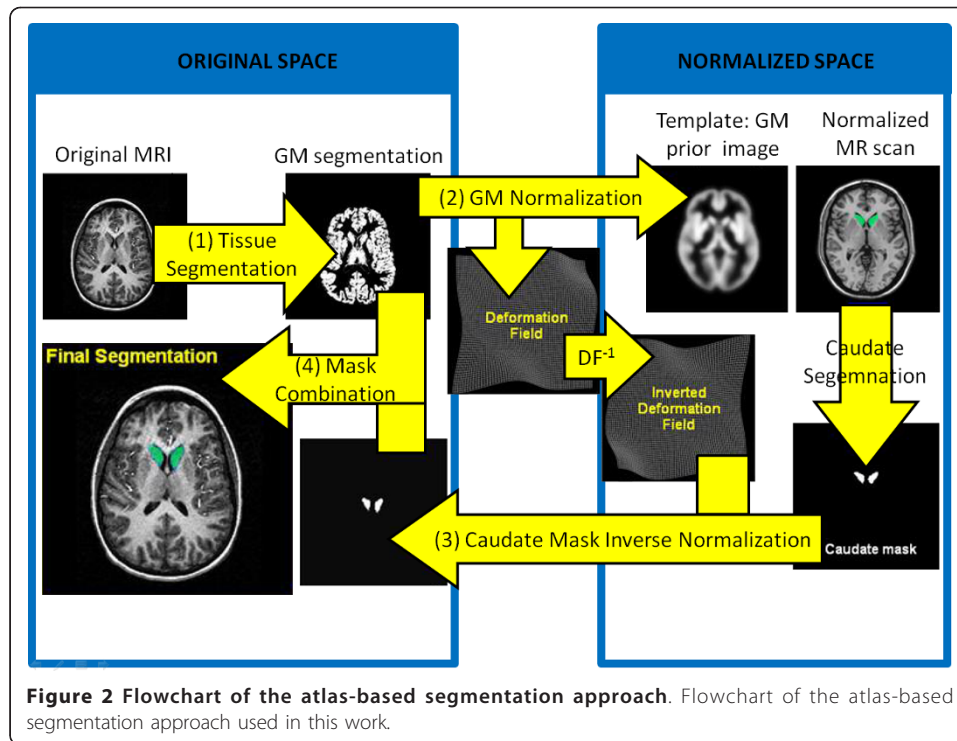 ORIGINAL SPACE
NORMALIZED SPACE
Original MRI
GM segmentation
Template: GM
prior image
Normalized
MR scan
(1) Tissue
Segmentation
(2) GM Normalization
Deformation
Field
DF⁻¹
Inverted
Deformation
Field
Caudate
Segemnation
Caudate mask
(3) Caudate Mask Inverse Normalization
(4) Mask
Combination
Final Segmentation
Figure 2 Flowchart of the atlas-based segmentation approach. Flowchart of the atlas-based
segmentation approach used in this work.